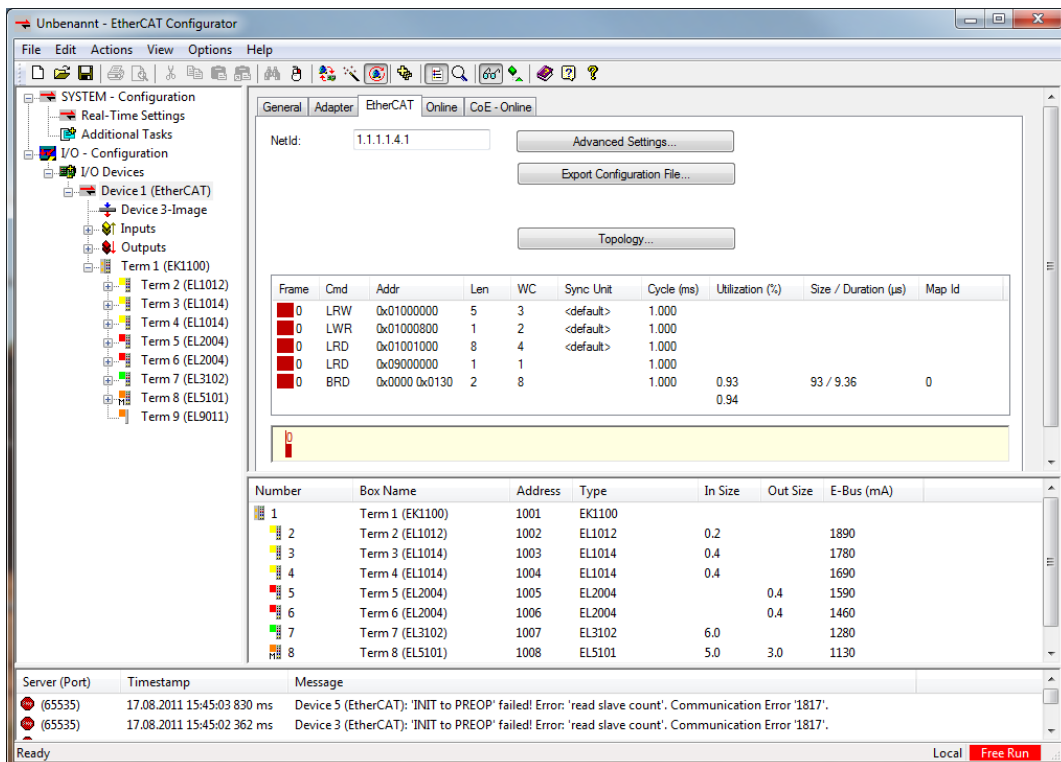 Unbenannt - EtherCAT Configurator
File Edit Actions View Options Help
SYSTEM - Configuration
Real-Time Settings
Additional Tasks
I/O - Configuration
I/O Devices
Device 1 (EtherCAT)
Device 3-Image
Inputs
Outputs
Term 1 (EK1100)
Term 2 (EL1012)
Term 3 (EL1014)
Term 4 (EL1014)
Term 5 (EL2004)
Term 6 (EL2004)
Term 7 (EL3102)
Term 8 (EL5101)
Term 9 (EL9011)
General Adapter EtherCAT Online CoE - Online
NetId: 1.1.1.1.4.1
Advanced Settings...
Export Configuration File...
Topology...
Frame Cmd Addr Len WC Sync Unit Cycle (ms) Utilization (%) Size / Duration (µs) Map Id
0 LRW 0x01000000 5 3 <default> 1.000
0 LWR 0x01000800 1 2 <default> 1.000
0 LRD 0x01001000 8 4 <default> 1.000
0 LRD 0x09000000 1 1 1.000
0 BRD 0x0000 0x0130 2 8 1.000 0.93 93 / 9.36 0
0.94
0
Number Box Name Address Type In Size Out Size E-Bus (mA)
1 Term 1 (EK1100) 1001 EK1100
2 Term 2 (EL1012) 1002 EL1012 0.2 1890
3 Term 3 (EL1014) 1003 EL1014 0.4 1780
4 Term 4 (EL1014) 1004 EL1014 0.4 1690
5 Term 5 (EL2004) 1005 EL2004 0.4 1590
6 Term 6 (EL2004) 1006 EL2004 0.4 1460
7 Term 7 (EL3102) 1007 EL3102 6.0 1280
8 Term 8 (EL5101) 1008 EL5101 5.0 3.0 1130
Server (Port) Timestamp Message
(65535) 17.08.2011 15:45:03 830 ms Device 5 (EtherCAT): 'INIT to PREOP' failed! Error: 'read slave count'. Communication Error '1817'.
(65535) 17.08.2011 15:45:02 362 ms Device 3 (EtherCAT): 'INIT to PREOP' failed! Error: 'read slave count'. Communication Error '1817'.
Ready Local Free Run